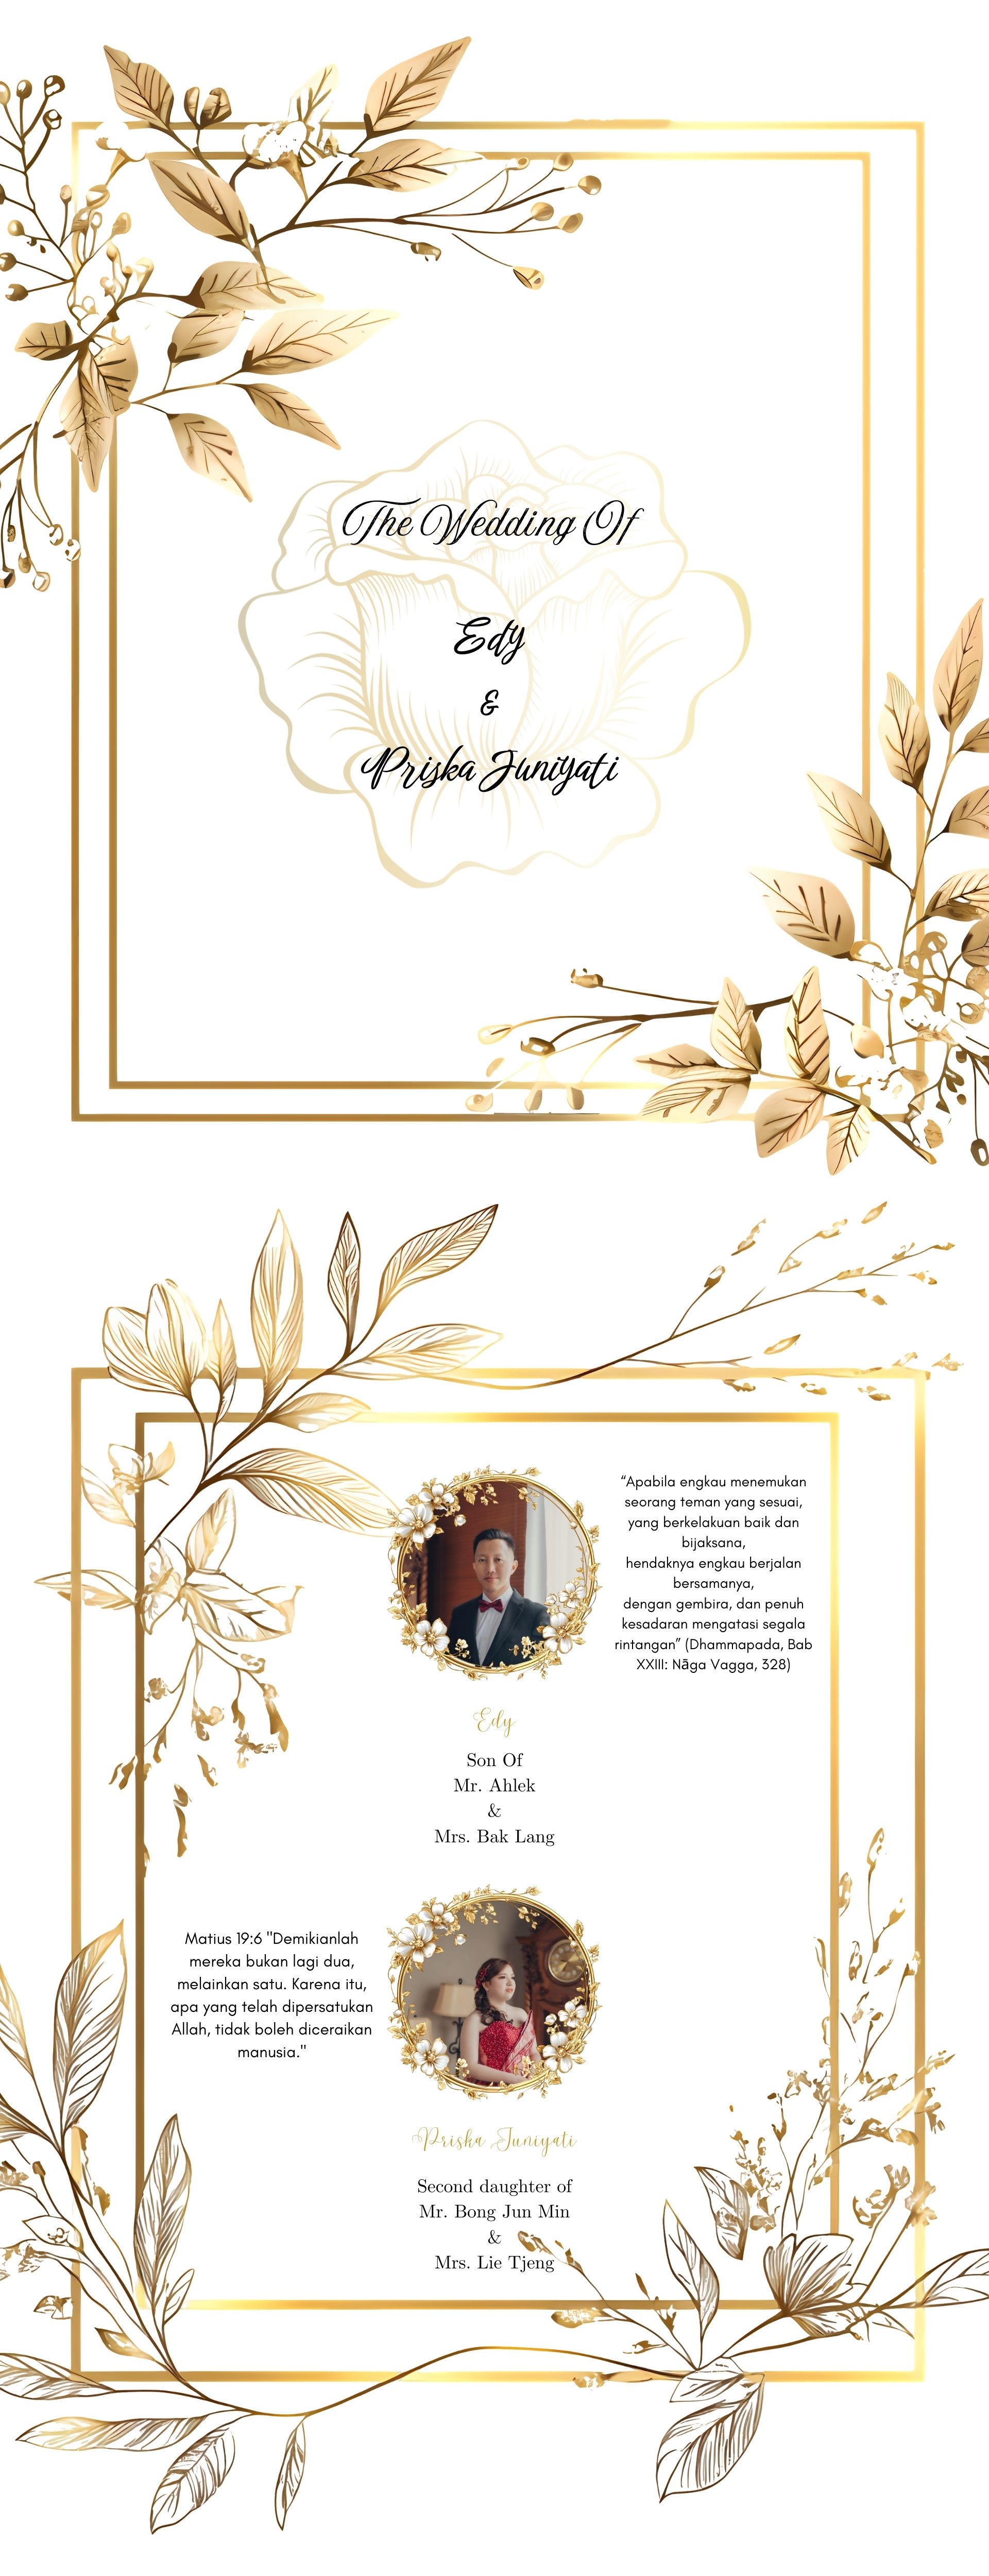 The Wedding Of
Edy
&
Priska Juniyati
“Apabila engkau menemukan
seorang teman yang sesuai,
yang berkelakuan baik dan
bijaksana,
hendaknya engkau berjalan
bersamanya,
dengan gembira, dan penuh
kesadaran mengatasi segala
rintangan” (Dhammapada, Bab
XXIII: Nāga Vagga, 328)
Edy
Son Of
Mr. Ahlek
&
Mrs. Bak Lang
Matius 19:6 "Demikianlah
mereka bukan lagi dua,
melainkan satu. Karena itu,
apa yang telah dipersatukan
Allah, tidak boleh diceraikan
manusia."
Priska Juniyati
Second daughter of
Mr. Bong Jun Min
&
Mrs. Lie Tjeng